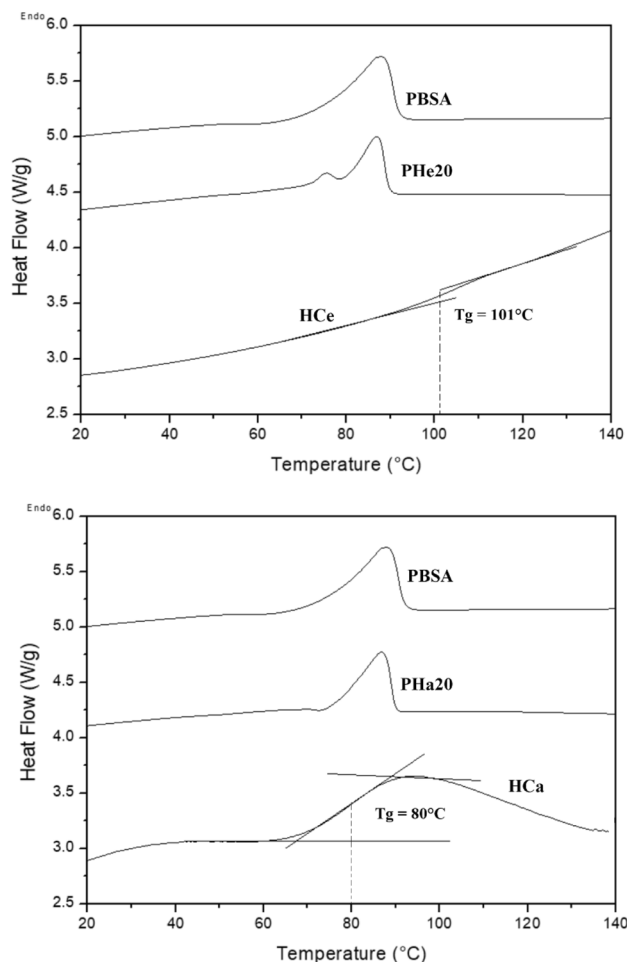 Endo
6.0
5.5
5.0
4.5
4.0
3.5
3.0
2.5
Heat Flow (W/g)
PBSA
PHe20
HCe
Tg = 101°C
20 40 60 80 100 120 140
Temperature (°C)
Endo
6.0
5.5
5.0
4.5
4.0
3.5
3.0
2.5
Heat Flow (W/g)
PBSA
PHa20
HCa
Tg = 80°C
20 40 60 80 100 120 140
Temperature (°C)